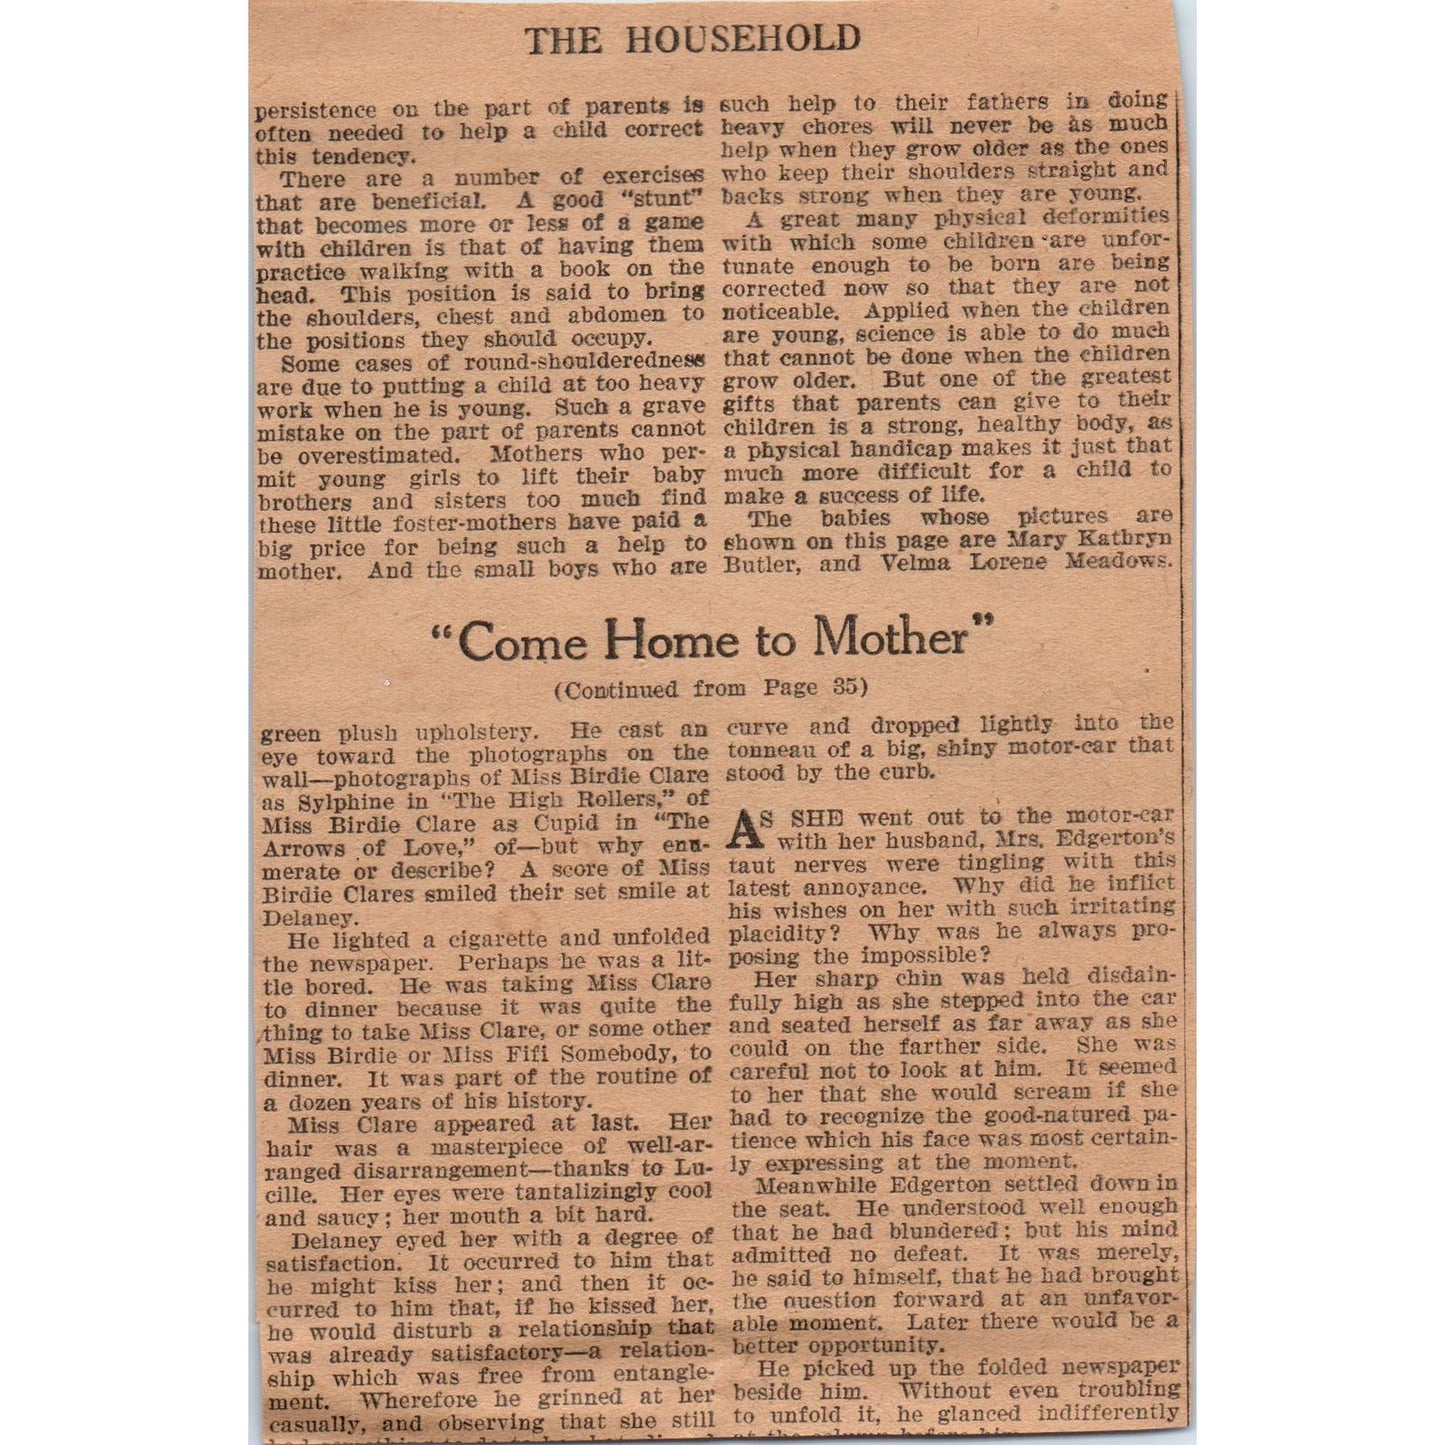 THE HOUSEHOLD
persistence on the part of parents is
often needed to help a child correct
this tendency.
There are a number of exercises
that are beneficial. A good "stunt"
that becomes more or less of a game
with children is that of having them
practice walking with a book on the
head. This position is said to bring
the shoulders, chest and abdomen to
the positions they should occupy.
Some cases of round-shoulderedness
are due to putting a child at too heavy
work when he is young. Such a grave
mistake on the part of parents cannot
be overestimated. Mothers who per-
mit young girls to lift their baby
brothers and sisters too much find
these little foster-mothers have paid a
big price for being such a help to
mother. And the small boys who are
such help to their fathers in doing
heavy chores will never be as much
help when they grow older as the ones
who keep their shoulders straight and
backs strong when they are young.
A great many physical deformities
with which some children are unfor-
tunate enough to be born are being
corrected now so that they are not
noticeable. Applied when the children
are young, science is able to do much
that cannot be done when the children
grow older. But one of the greatest
gifts that parents can give to their
children is a strong, healthy body, as
a physical handicap makes it just that
much more difficult for a child to
make a success of life.
The babies whose pictures are
shown on this page are Mary Kathryn
Butler, and Velma Lorene Meadows.
"Come Home to Mother"
(Continued from Page 35)
green plush upholstery. He cast an
eye toward the photographs on the
wall—photographs of Miss Birdie Clare
as Sylphine in "The High Rollers," of
Miss Birdie Clare as Cupid in "The
Arrows of Love," of—but why enu-
merate or describe? A score of Miss
Birdie Clares smiled their set smile at
Delaney.
He lighted a cigarette and unfolded
the newspaper. Perhaps he was a lit-
tle bored. He was taking Miss Clare
to dinner because it was quite the
thing to take Miss Clare, or some other
Miss Birdie or Miss Fifi Somebody, to
dinner. It was part of the routine of
a dozen years of his history.
Miss Clare appeared at last. Her
hair was a masterpiece of well-ar-
ranged disarrangement—thanks to Lu-
cille. Her eyes were tantalizingly cool
and saucy; her mouth a bit hard.
Delaney eyed her with a degree of
satisfaction. It occurred to him that
he might kiss her; and then it oc-
curred to him that, if he kissed her,
he would disturb a relationship that
was already satisfactory—a relation-
ship which was free from entangle-
ment. Wherefore he grinned at her
casually, and observing that she still
curve and dropped lightly into the
tonneau of a big, shiny motor-car that
stood by the curb.
AS SHE went out to the motor-car
with her husband, Mrs. Edgerton's
taut nerves were tingling with this
latest annoyance. Why did he inflict
his wishes on her with such irritating
placidity? Why was he always pro-
posing the impossible?
Her sharp chin was held disdain-
fully high as she stepped into the car
and seated herself as far away as she
could on the farther side. She was
careful not to look at him. It seemed
to her that she would scream if she
had to recognize the good-natured pa-
tience which his face was most certain-
ly expressing at the moment.
Meanwhile Edgerton settled down in
the seat. He understood well enough
that he had blundered; but his mind
admitted no defeat. It was merely,
he said to himself, that he had brought
the question forward at an unfavor-
able moment. Later there would be a
better opportunity.
He picked up the folded newspaper
beside him. Without even troubling
to unfold it, he glanced indifferently